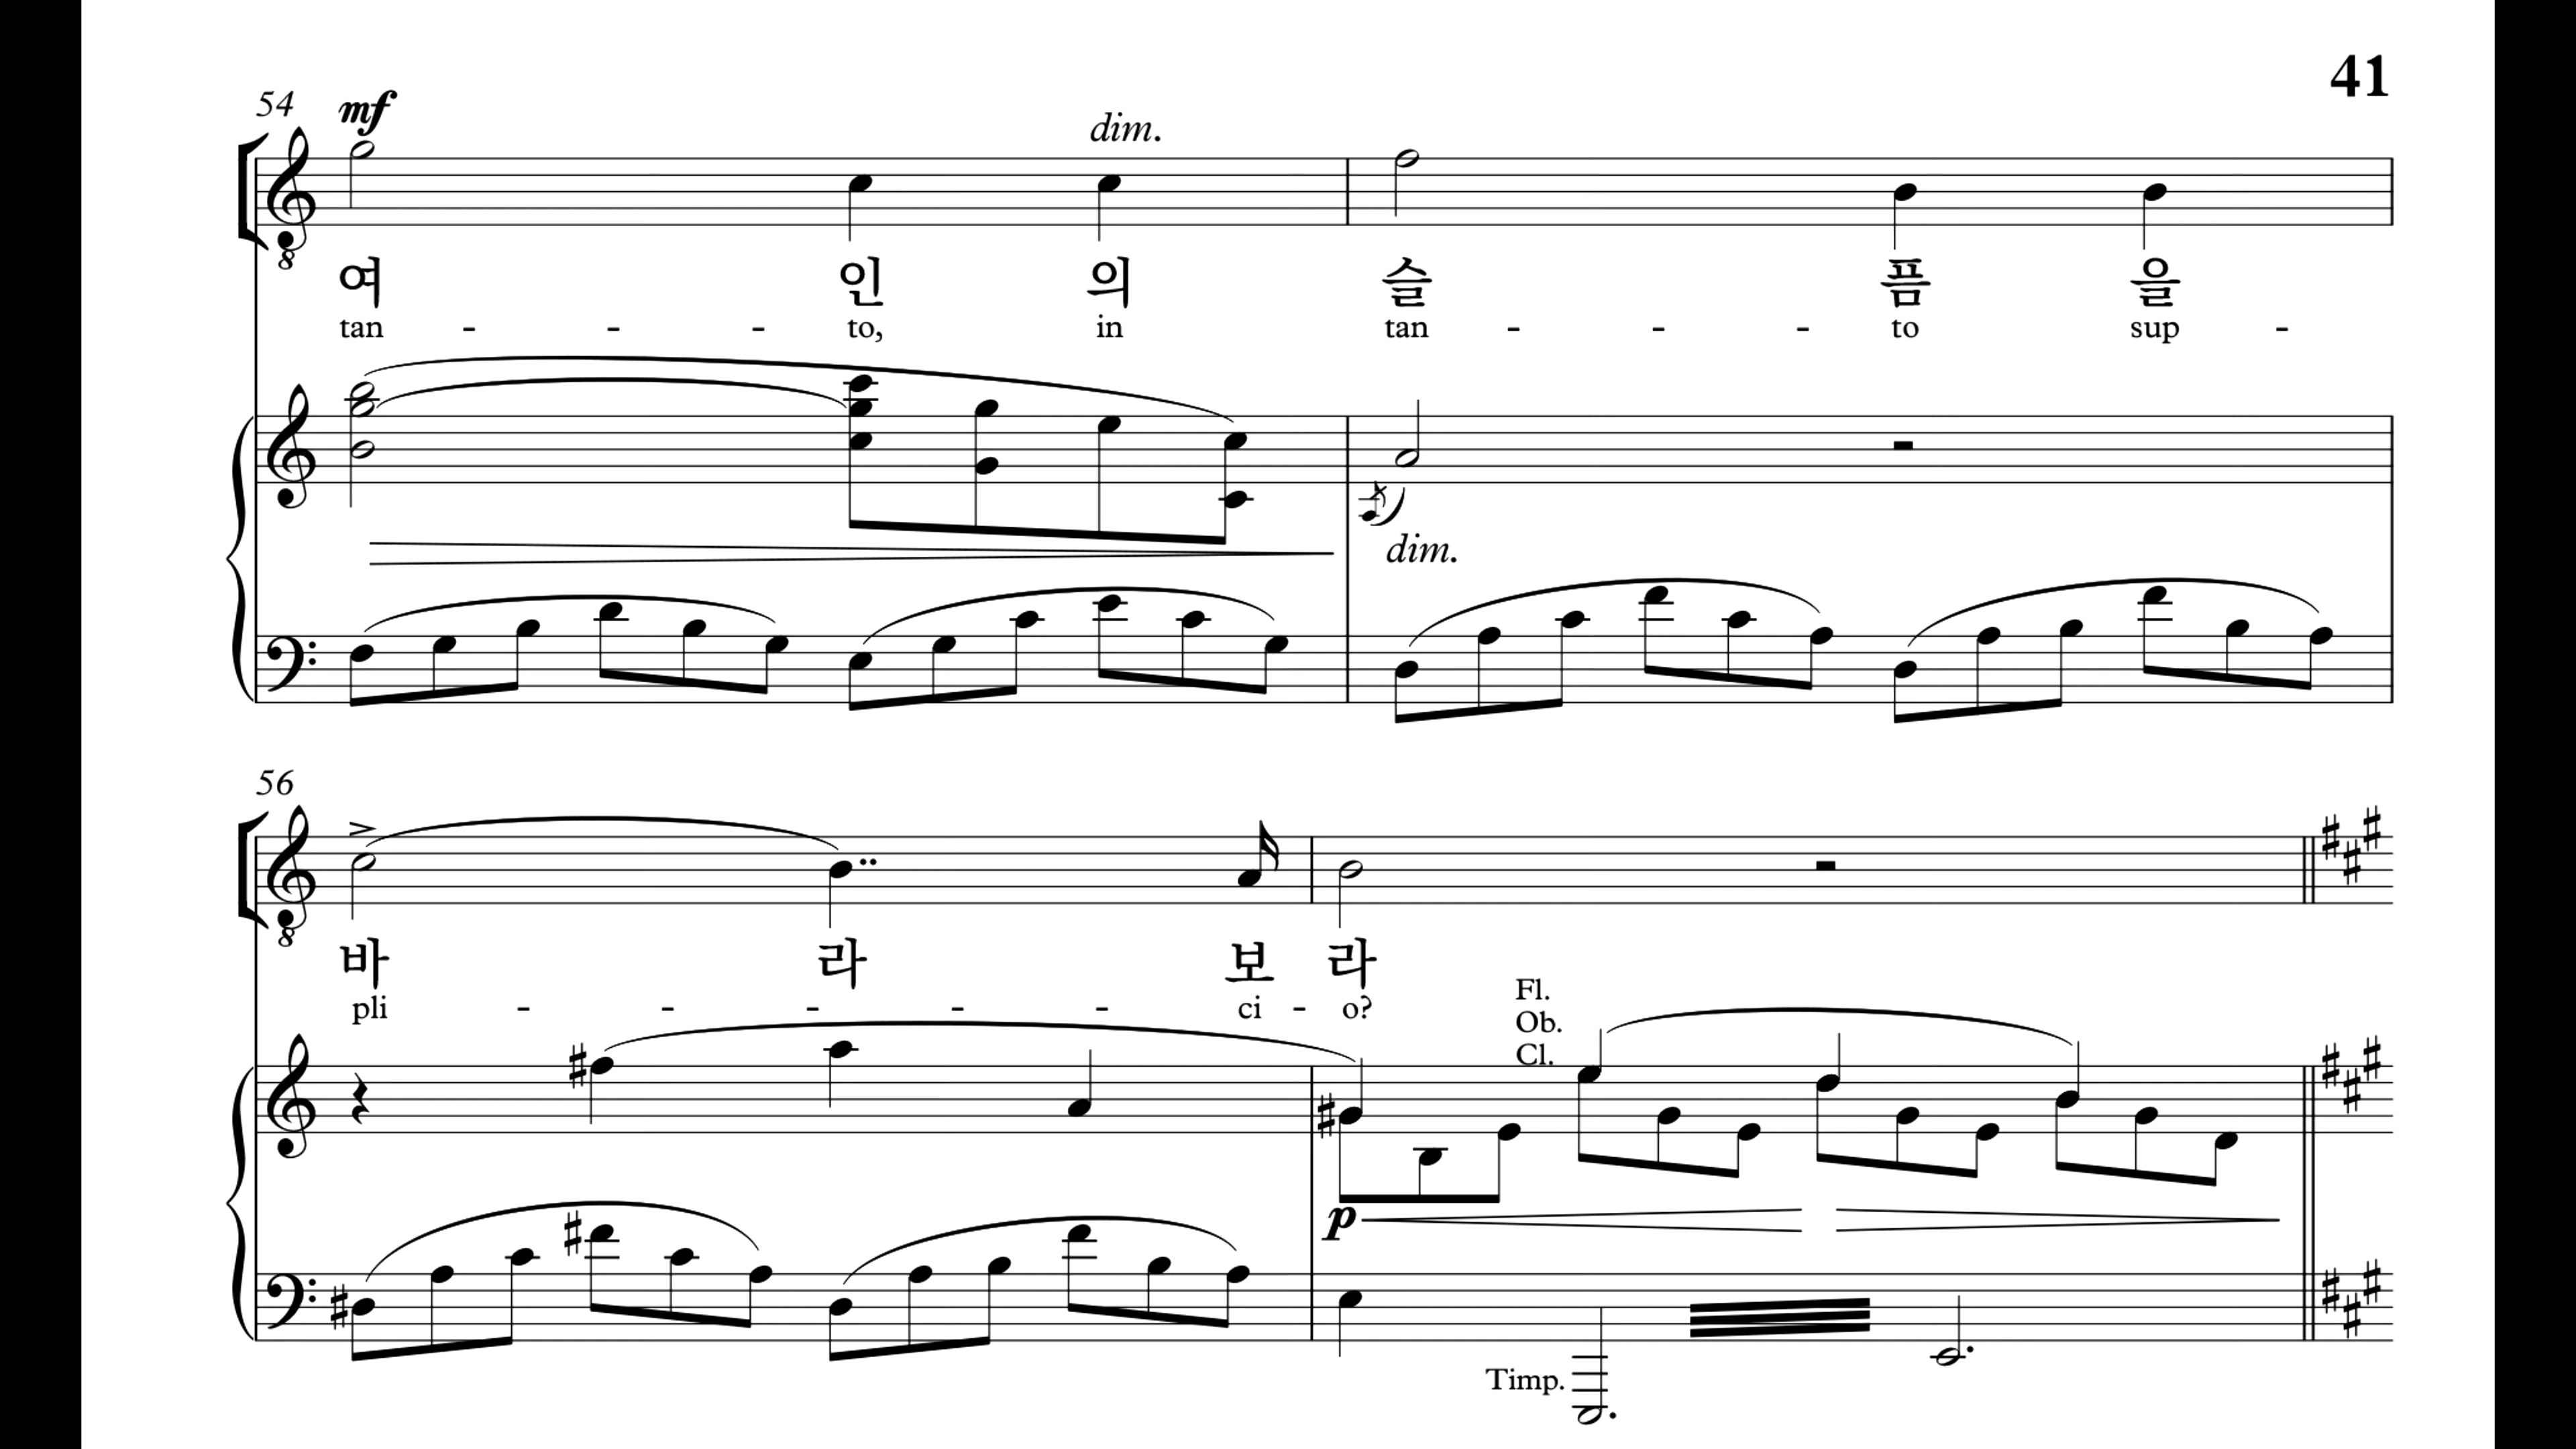 41
54 mf dim.
여 인 의 슬 픔 을
tan - - - to, in tan - - - to sup -
dim.
56
바 라 보 라
pli - - - - - ci - o?
Fl.
Ob.
Cl.
p
Timp.